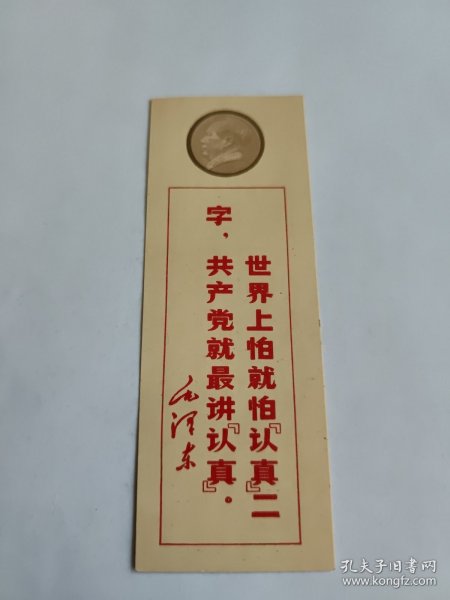 世界上怕就怕『认真』二
字，共产党就最讲『认真』。
毛泽东
孔夫子旧书网
www.kongfz.com